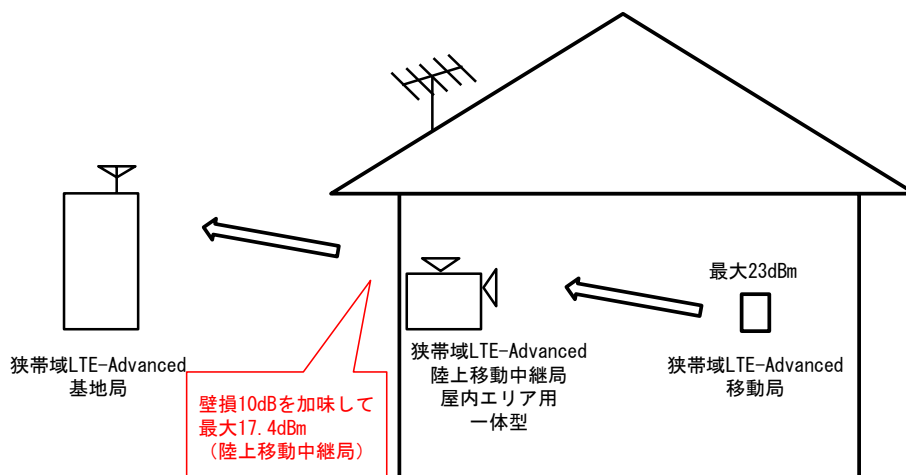 最大23dBm
狭帯域LTE-Advanced
基地局
狭帯域LTE-Advanced
陸上移動中継局
屋内エリア用
一体型
狭帯域LTE-Advanced
移動局
壁損10dBを加味して
最大17.4dBm
（陸上移動中継局）